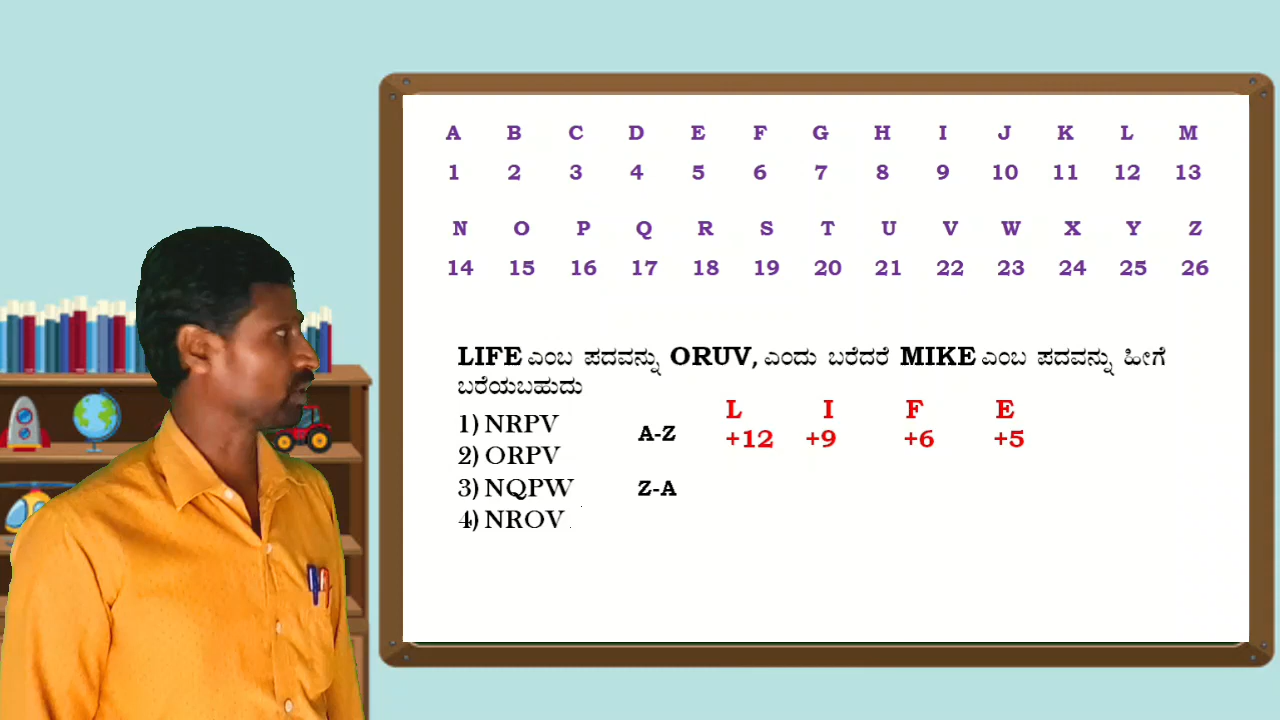 A B C D E F G H I J K L M
1 2 3 4 5 6 7 8 9 10 11 12 13
N O P Q R S T U V W X Y Z
14 15 16 17 18 19 20 21 22 23 24 25 26
LIFE ಎಂಬ ಪದವನ್ನು ORUV, ಎಂದು ಬರೆದರೆ MIKE ಎಂಬ ಪದವನ್ನು ಹೀಗೆ
ಬರೆಯಬಹುದು
1) NRPV
2) ORPV
3) NQPW
4) NROV
L I F E
A-Z +12 +9 +6 +5
Z-A